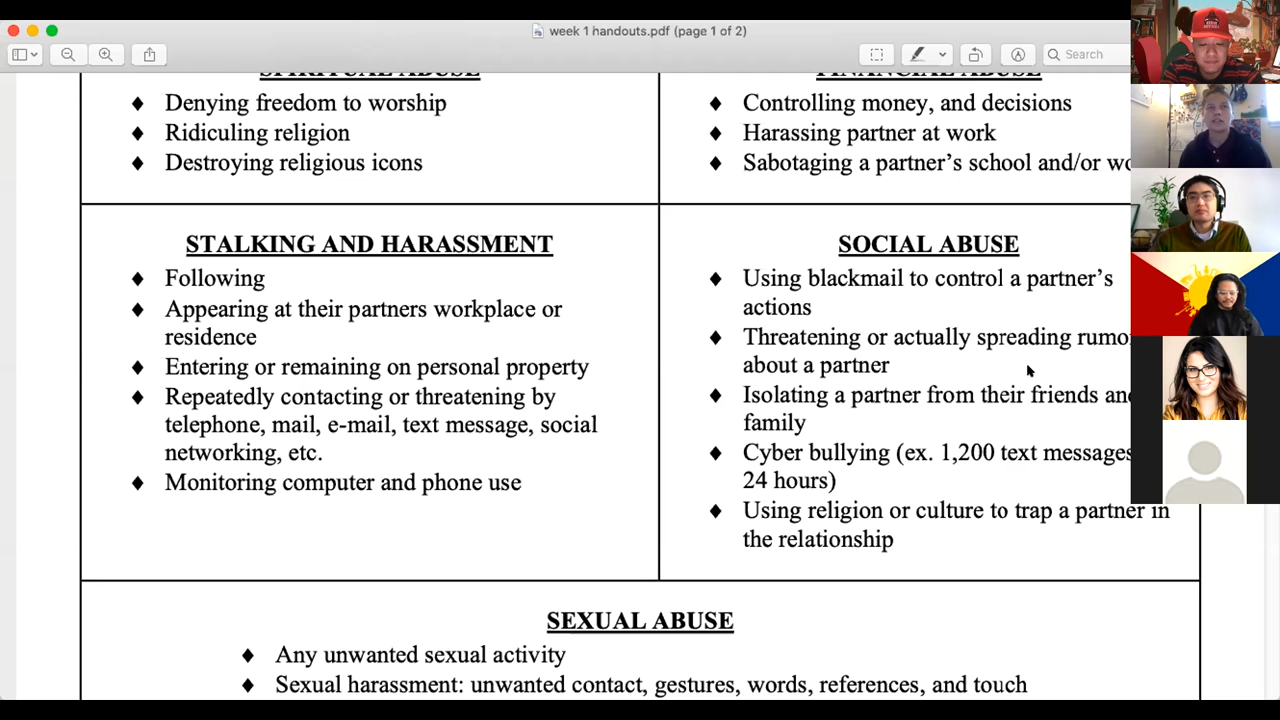 week 1 handouts.pdf (page 1 of 2)
Search
SPIRITUAL ABUSE
♦ Denying freedom to worship
♦ Ridiculing religion
♦ Destroying religious icons
FINANCIAL ABUSE
♦ Controlling money, and decisions
♦ Harassing partner at work
♦ Sabotaging a partner's school and/or
STALKING AND HARASSMENT
♦ Following
♦ Appearing at their partners workplace or
residence
♦ Entering or remaining on personal property
♦ Repeatedly contacting or threatening by
telephone, mail, e-mail, text message, social
networking, etc.
♦ Monitoring computer and phone use
SOCIAL ABUSE
♦ Using blackmail to control a partner's
actions
♦ Threatening or actually spreading
about a partner
♦ Isolating a partner from their friends
family
♦ Cyber bullying (ex. 1,200 text messages
24 hours)
♦ Using religion or culture to trap a partner in
the relationship
SEXUAL ABUSE
♦ Any unwanted sexual activity
♦ Sexual harassment: unwanted contact, gestures, words, references, and touch